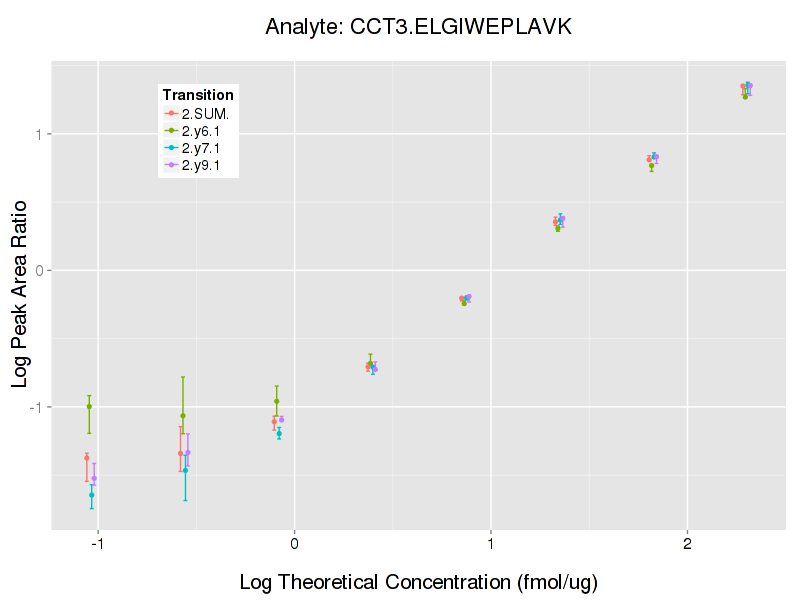 Analyte: CCT3.ELGIWEPLAVK
Transition
2.SUM.
2.y6.1
2.y7.1
2.y9.1
Log Peak Area Ratio
1
0
-1
-1
0
1
2
Log Theoretical Concentration (fmol/ug)